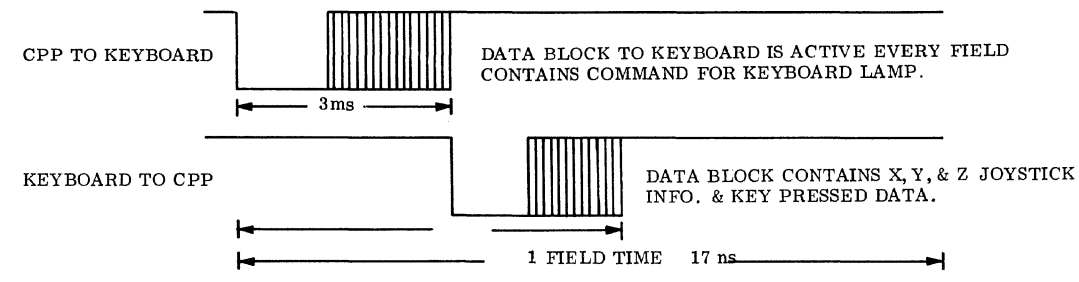 CPP TO KEYBOARD
DATA BLOCK TO KEYBOARD IS ACTIVE EVERY FIELD
CONTAINS COMMAND FOR KEYBOARD LAMP.
3ms
KEYBOARD TO CPP
DATA BLOCK CONTAINS X, Y, & Z JOYSTICK
INFO. & KEY PRESSED DATA.
1 FIELD TIME 17 ns